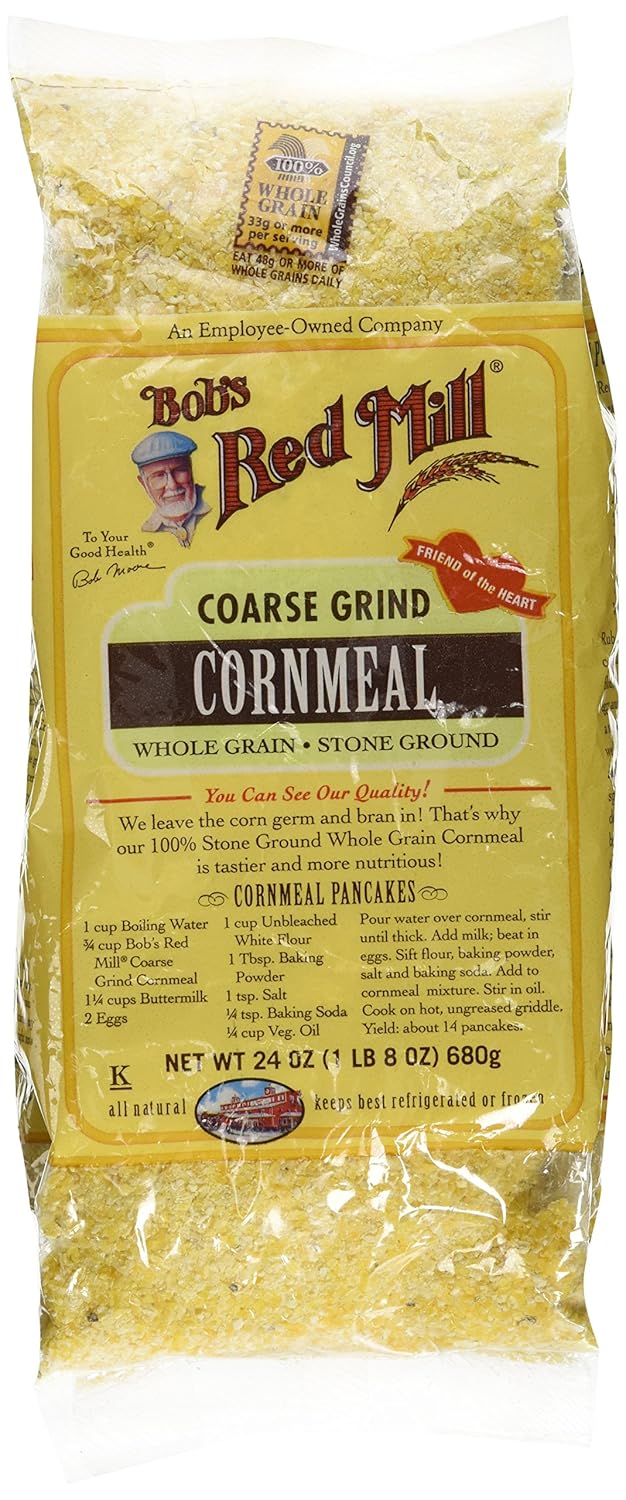 100%
WHOLE
GRAIN
33g or more
per serving
WholeGrainsCouncil.org
EAT 48g OR MORE OF
WHOLE GRAINS DAILY
An Employee-Owned Company
Bob's
Red Mill®
To Your
Good Health®
Bob Moore
FRIEND of the HEART
COARSE GRIND
CORNMEAL
WHOLE GRAIN • STONE GROUND
You Can See Our Quality!
We leave the corn germ and bran in! That's why
our 100% Stone Ground Whole Grain Cornmeal
is tastier and more nutritious!
CORNMEAL PANCAKES
1 cup Boiling Water
¾ cup Bob's Red
Mill® Coarse
Grind Cornmeal
1¼ cups Buttermilk
2 Eggs
1 cup Unbleached
White Flour
1 Tbsp. Baking
Powder
1 tsp. Salt
¼ tsp. Baking Soda
¼ cup Veg. Oil
Pour water over cornmeal, stir
until thick. Add milk; beat in
eggs. Sift flour, baking powder,
salt and baking soda. Add to
cornmeal mixture. Stir in oil.
Cook on hot, ungreased griddle.
Yield: about 14 pancakes.
K
NET WT 24 OZ (1 LB 8 OZ) 680g
all natural
keeps best refrigerated or frozen